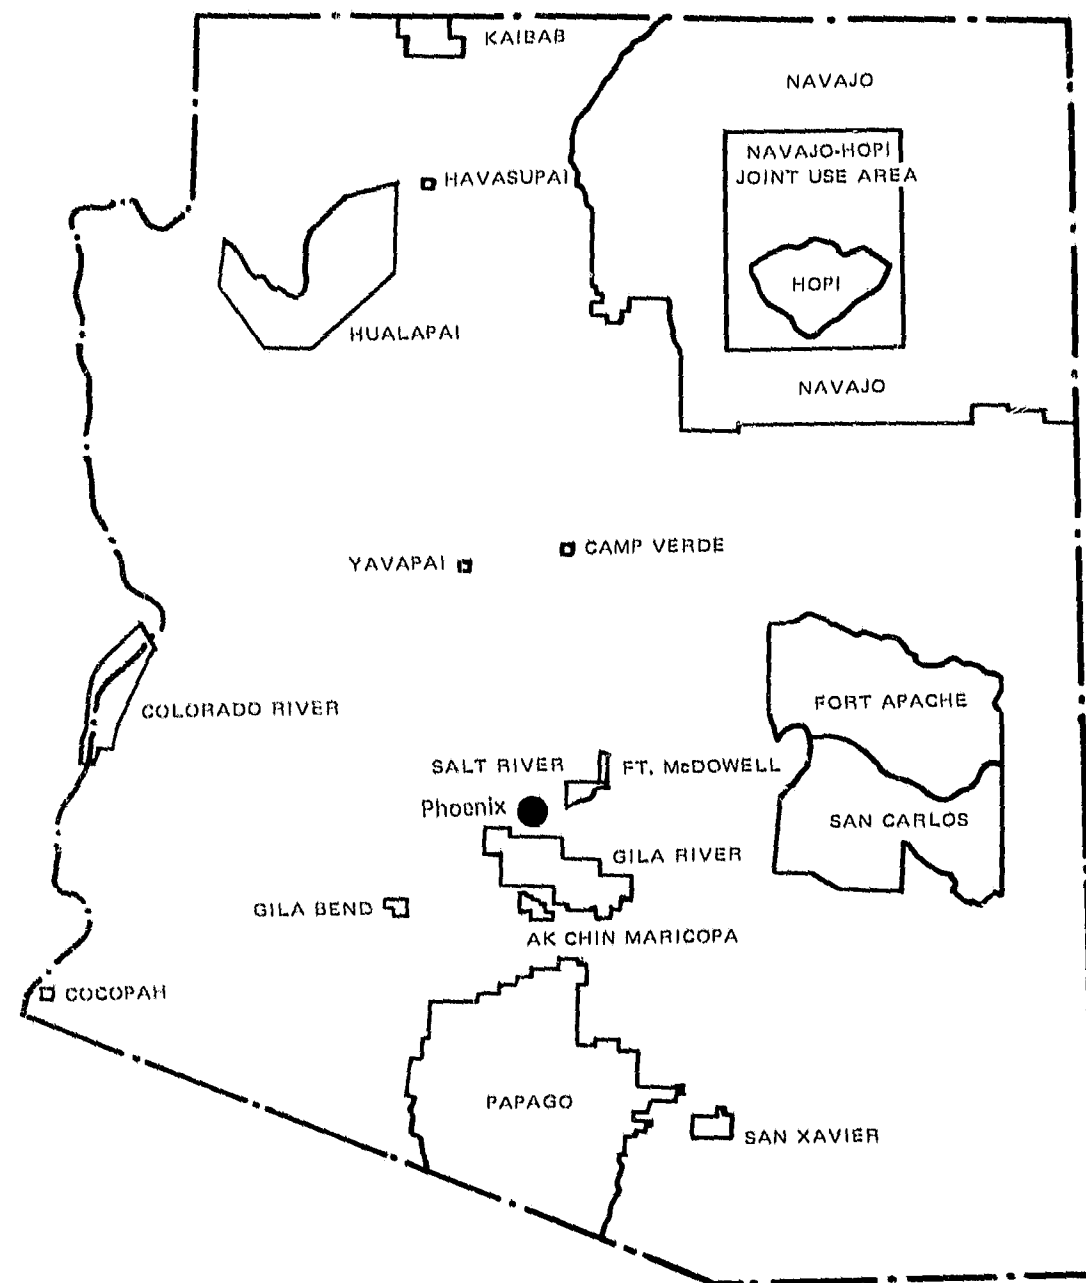 KAIBAB
NAVAJO
NAVAJO-HOPI
JOINT USE AREA
HAVASUPAI
HOPI
HUALAPAI
NAVAJO
CAMP VERDE
YAVAPAI
FORT APACHE
COLORADO RIVER
SALT RIVER
FT. McDOWELL
Phoenix
SAN CARLOS
GILA RIVER
GILA BEND
AK CHIN MARICOPA
COCOPAH
PAPAGO
SAN XAVIER